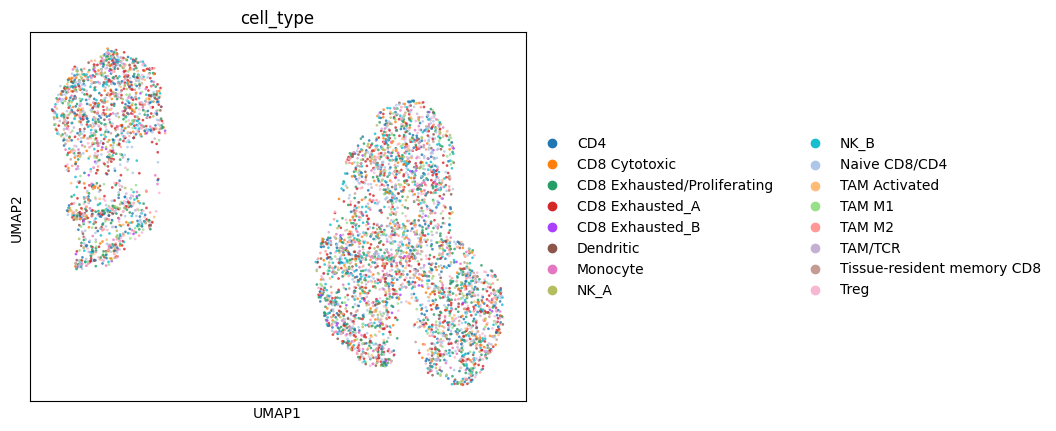 cell_type
UMAP2
UMAP1
CD4
CD8 Cytotoxic
CD8 Exhausted/Proliferating
CD8 Exhausted_A
CD8 Exhausted_B
Dendritic
Monocyte
NK_A
NK_B
Naive CD8/CD4
TAM Activated
TAM M1
TAM M2
TAM/TCR
Tissue-resident memory CD8
Treg